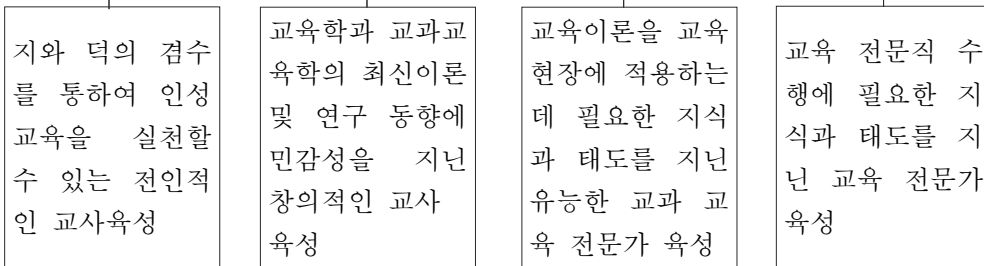 지와 덕의 겸수
를 통하여 인성
교육을 실천할
수 있는 전인적
인 교사육성
교육학과 교과교
육학의 최신이론
및 연구 동향에
민감성을 지닌
창의적인 교사
육성
교육이론을 교육
현장에 적용하는
데 필요한 지식
과 태도를 지닌
유능한 교과 교
육 전문가 육성
교육 전문직 수
행에 필요한 지
식과 태도를 지
닌 교육 전문가
육성